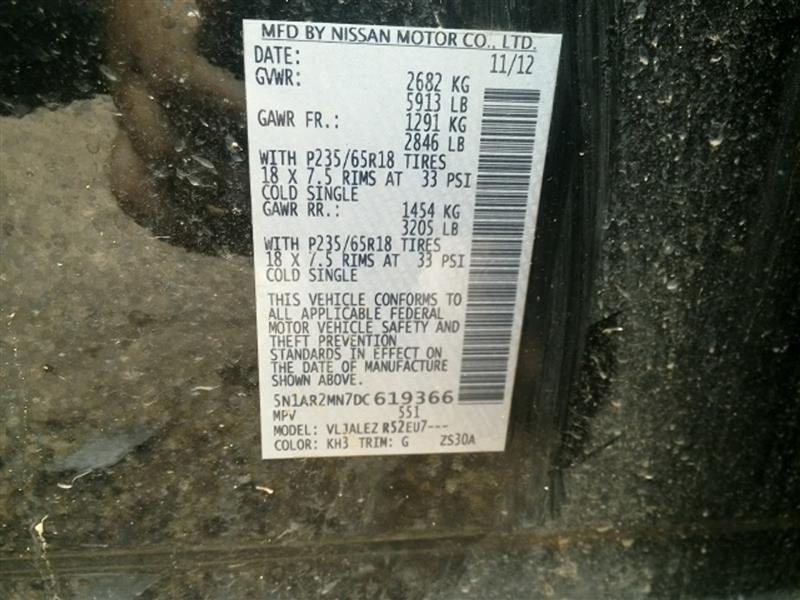 MFD BY NISSAN MOTOR CO., LTD.
DATE: 11/12
GVWR: 2682 KG
5913 LB
GAWR FR.: 1291 KG
2846 LB
WITH P235/65R18 TIRES
18 X 7.5 RIMS AT 33 PSI
COLD SINGLE
GAWR RR.: 1454 KG
3205 LB
WITH P235/65R18 TIRES
18 X 7.5 RIMS AT 33 PSI
COLD SINGLE
THIS VEHICLE CONFORMS TO
ALL APPLICABLE FEDERAL
MOTOR VEHICLE SAFETY AND
THEFT PREVENTION
STANDARDS IN EFFECT ON
THE DATE OF MANUFACTURE
SHOWN ABOVE.
5N1AR2MN7DC619366
MPV 551
MODEL: VLJALEZ R52EU7---
COLOR: KH3 TRIM: G ZS30A